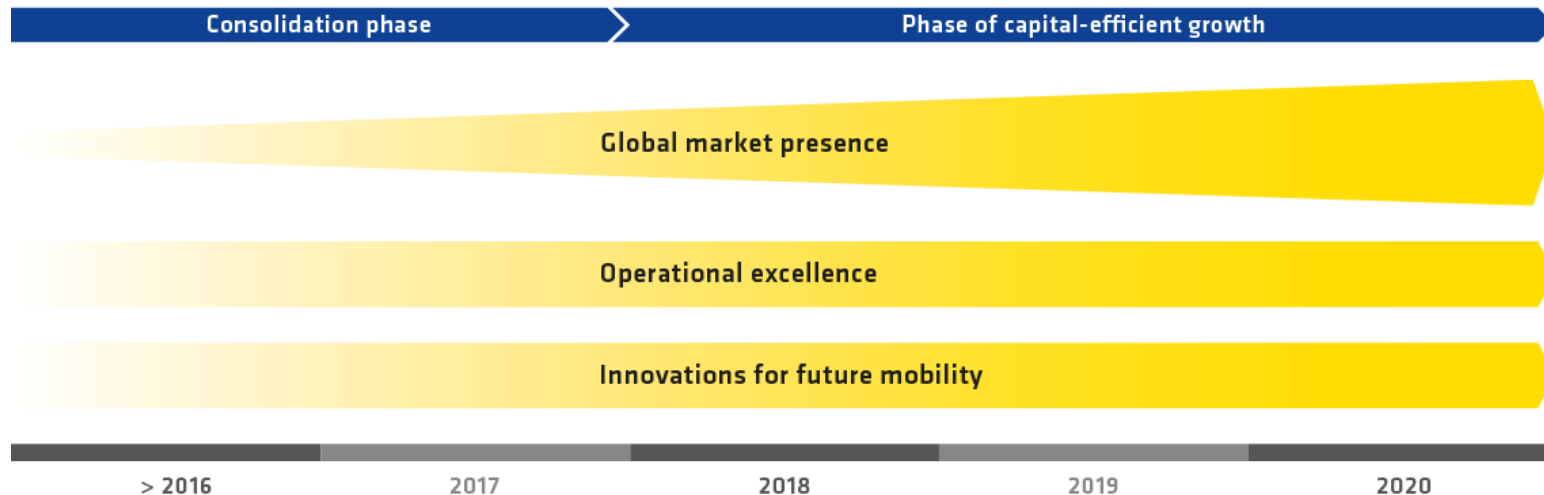 Consolidation phase
Phase of capital-efficient growth
Global market presence
Operational excellence
Innovations for future mobility
> 2016
2017
2018
2019
2020